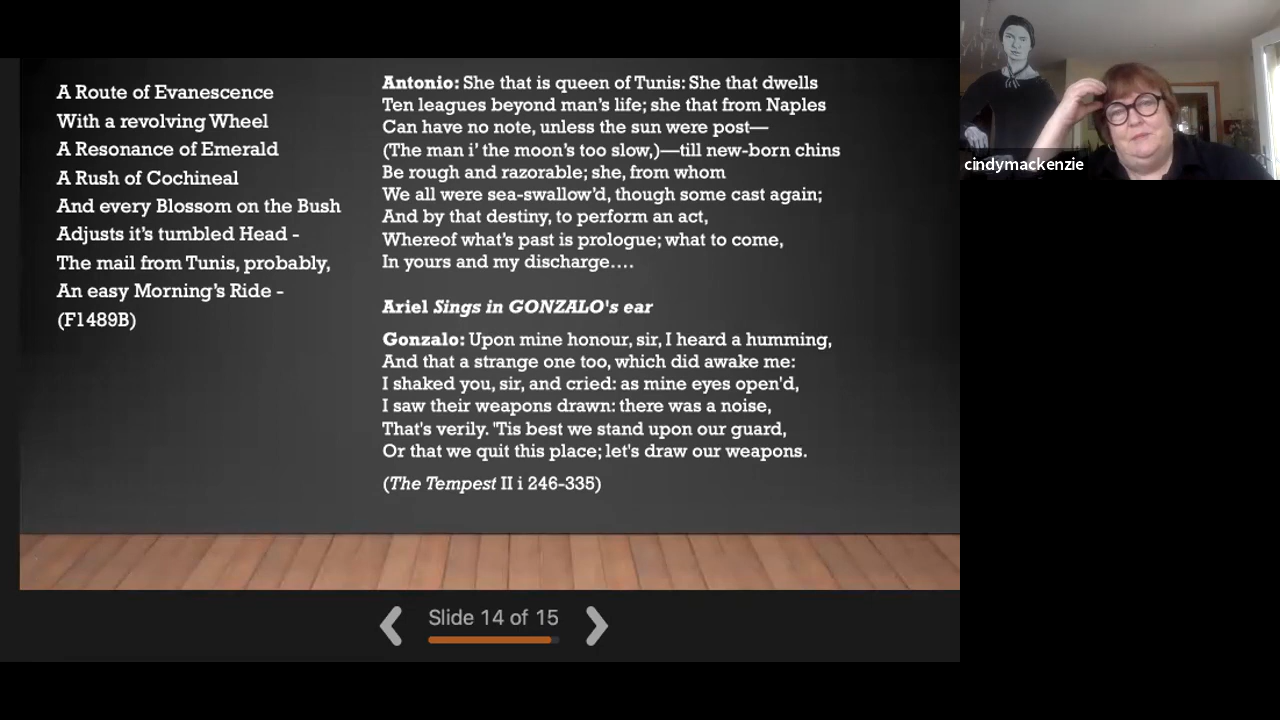 A Route of Evanescence
With a revolving Wheel
A Resonance of Emerald
A Rush of Cochineal
And every Blossom on the Bush
Adjusts it's tumbled Head -
The mail from Tunis, probably,
An easy Morning's Ride -
(F1489B)
Antonio: She that is queen of Tunis: She that dwells
Ten leagues beyond man's life; she that from Naples
Can have no note, unless the sun were post—
(The man i' the moon's too slow,)—till new-born chins
Be rough and razorable; she, from whom
We all were sea-swallow'd, though some cast again;
And by that destiny, to perform an act,
Whereof what's past is prologue; what to come,
In yours and my discharge....
Ariel Sings in GONZALO's ear
Gonzalo: Upon mine honour, sir, I heard a humming,
And that a strange one too, which did awake me:
I shaked you, sir, and cried: as mine eyes open'd,
I saw their weapons drawn: there was a noise,
That's verily. 'Tis best we stand upon our guard,
Or that we quit this place; let's draw our weapons.
(The Tempest II i 246-335)
Slide 14 of 15
cindymackenzie